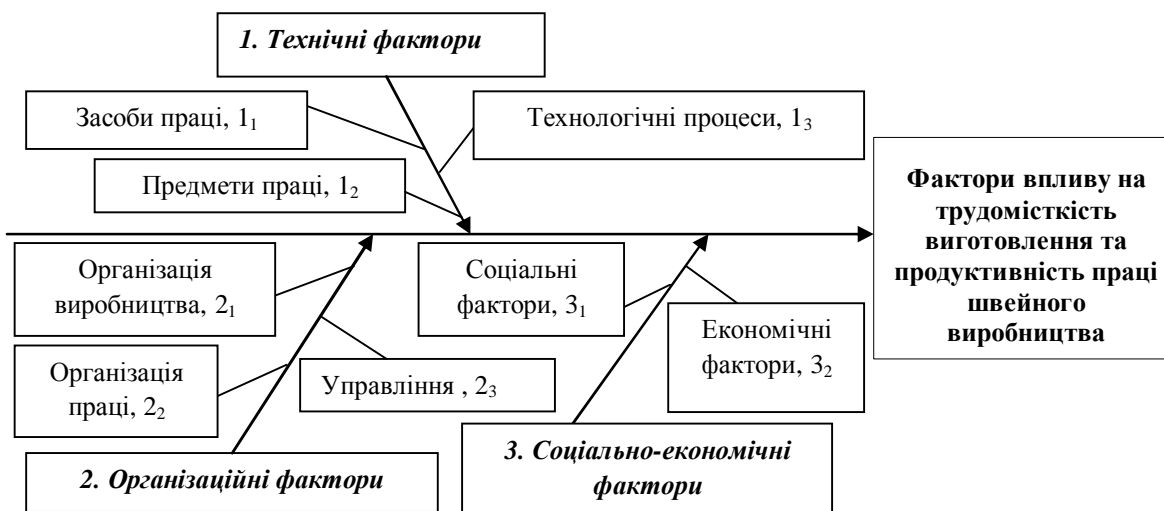 1. Технічні фактори
Засоби праці, 1₁
Технологічні процеси, 1₃
Предмети праці, 1₂
Фактори впливу на
трудомісткість
виготовлення та
продуктивність праці
швейного
виробництва
Організація
виробництва, 2₁
Соціальні
фактори, 3₁
Економічні
фактори, 3₂
Організація
праці, 2₂
Управління , 2₃
2. Організаційні фактори
3. Соціально-економічні
фактори